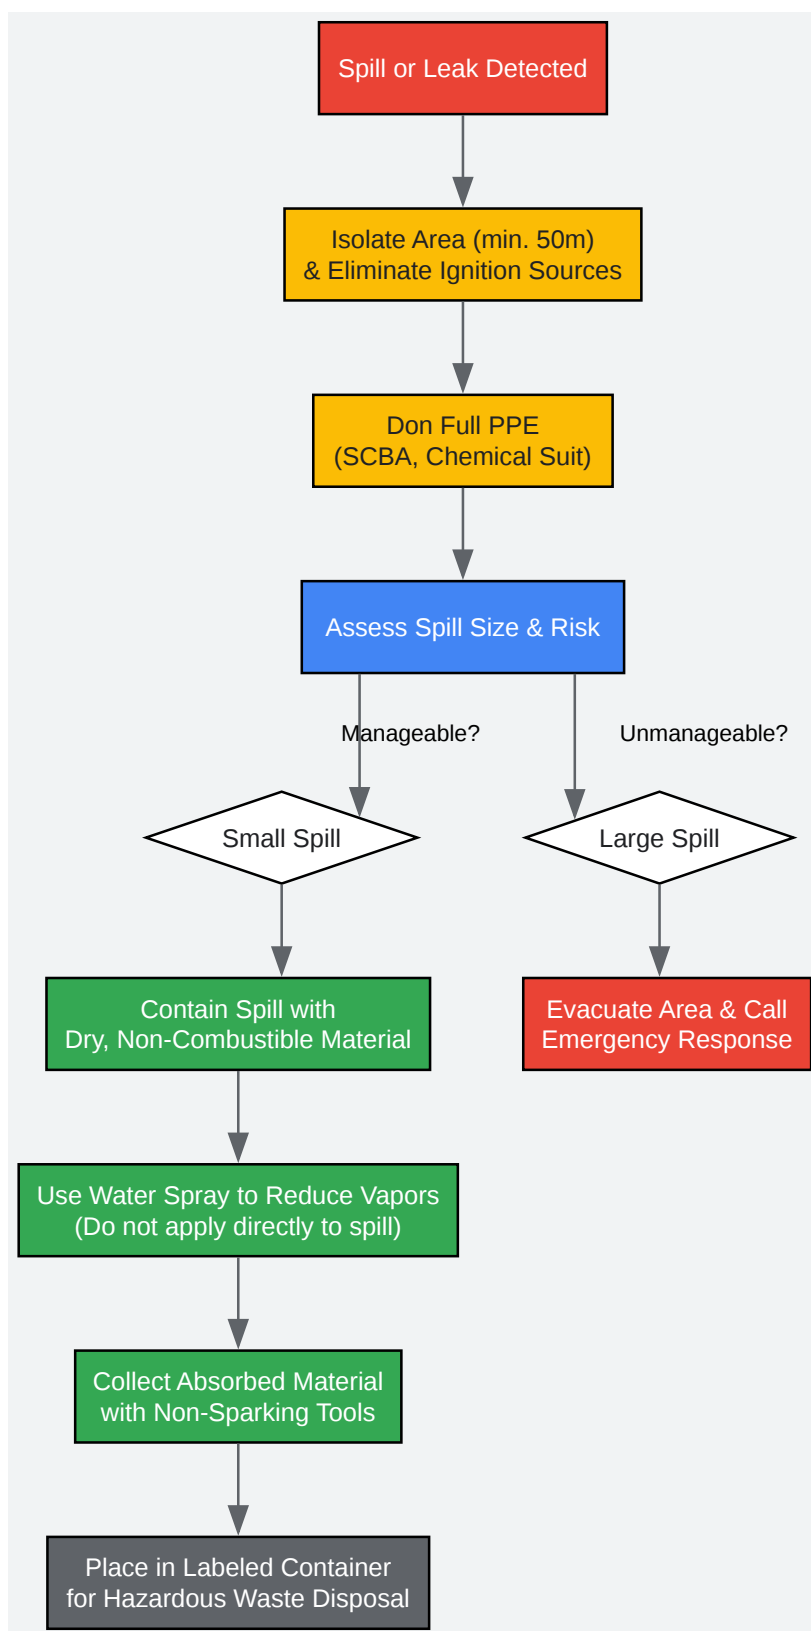 Spill or Leak Detected
Isolate Area (min. 50m)
& Eliminate Ignition Sources
Don Full PPE
(SCBA, Chemical Suit)
Assess Spill Size & Risk
Manageable?
Unmanageable?
Small Spill
Large Spill
Contain Spill with
Dry, Non-Combustible Material
Evacuate Area & Call
Emergency Response
Use Water Spray to Reduce Vapors
(Do not apply directly to spill)
Collect Absorbed Material
with Non-Sparking Tools
Place in Labeled Container
for Hazardous Waste Disposal